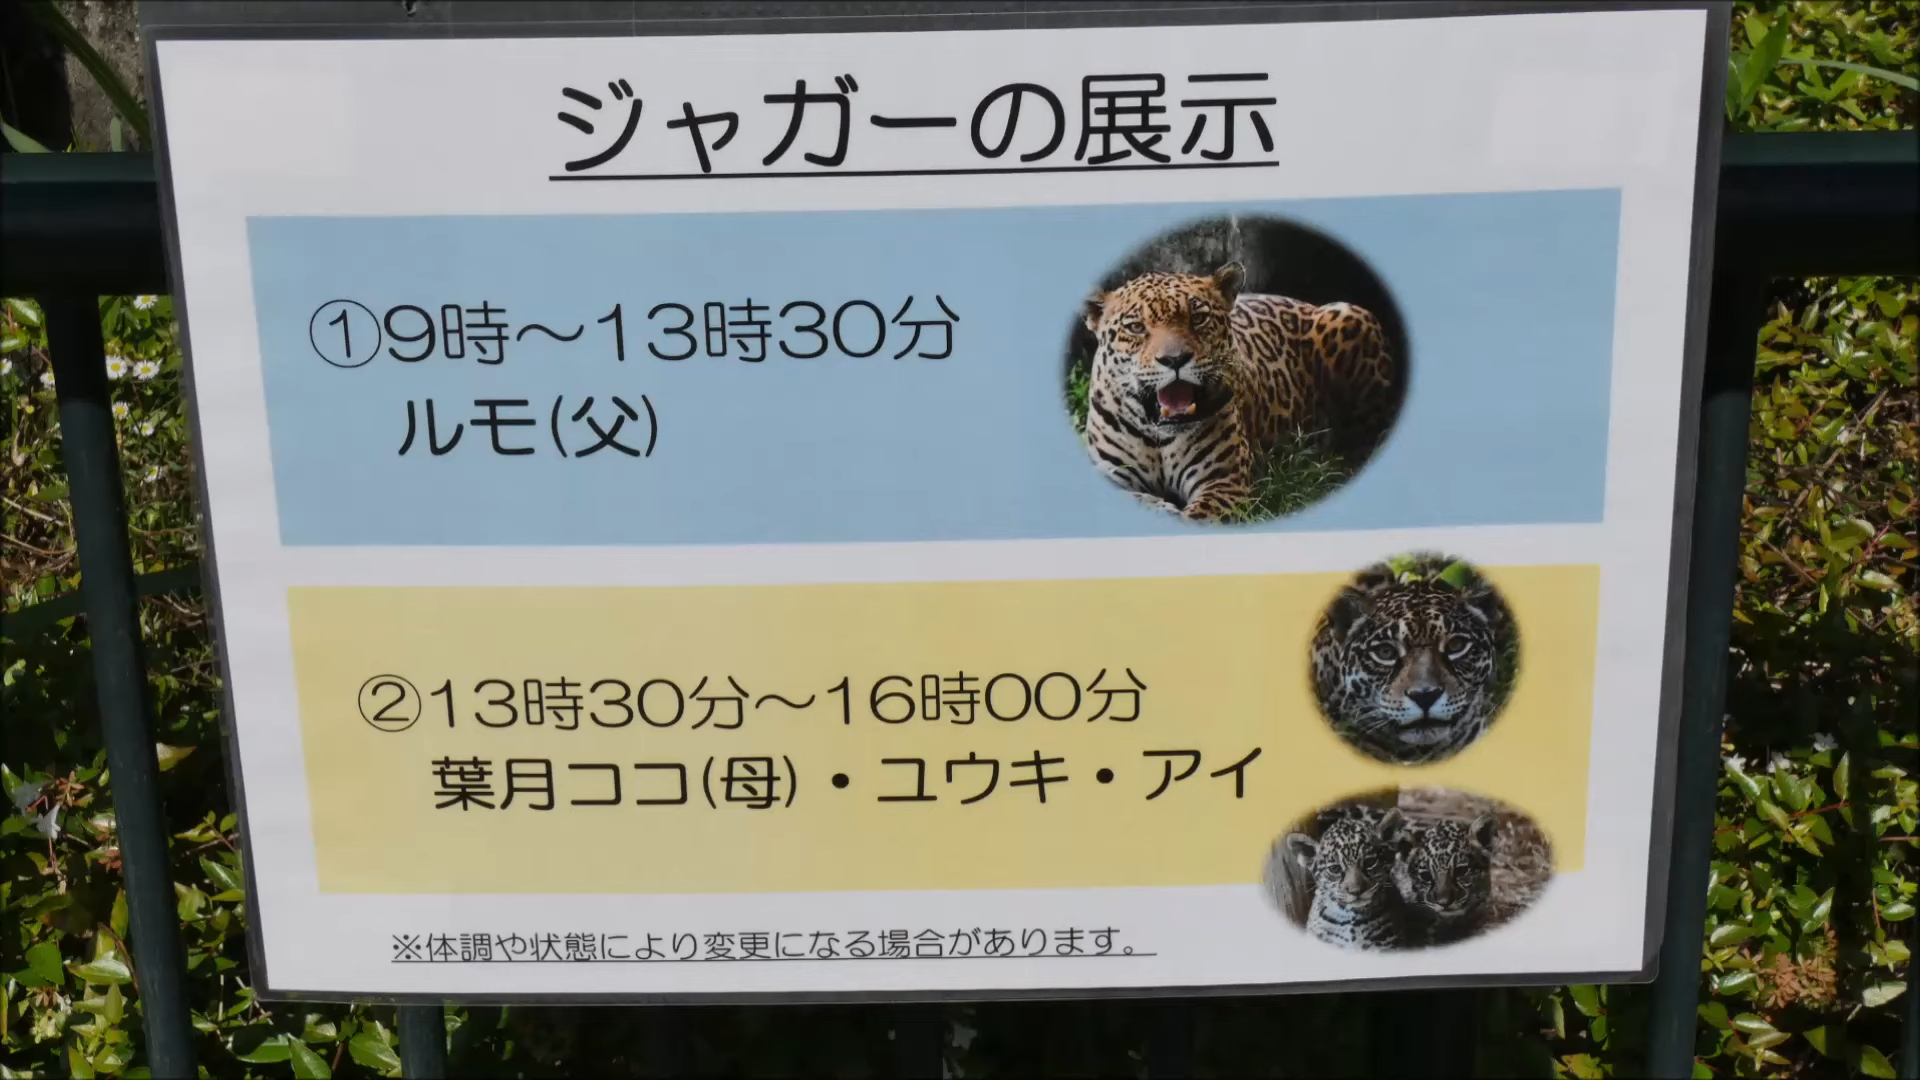 ジャガーの展示
①9時～13時30分
ルモ(父)
②13時30分～16時00分
葉月ココ(母)・ユウキ・アイ
※体調や状態により変更になる場合があります。